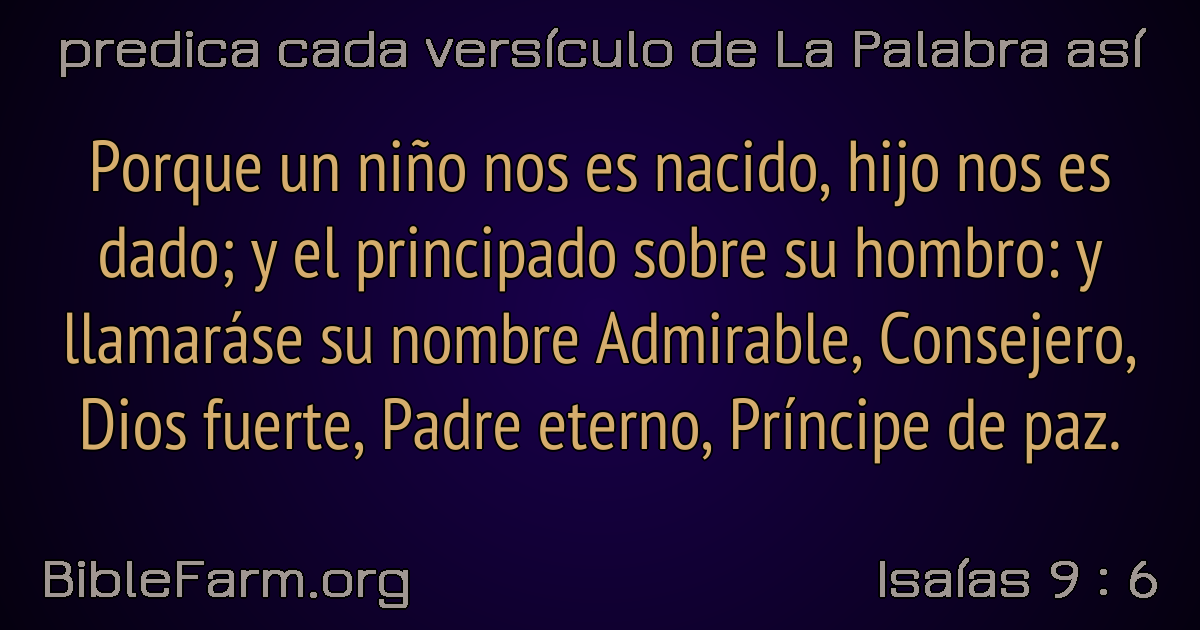 predica cada versículo de La Palabra así
Porque un niño nos es nacido, hijo nos es
dado; y el principado sobre su hombro: y
llamaráse su nombre Admirable, Consejero,
Dios fuerte, Padre eterno, Príncipe de paz.
BibleFarm.org
Isaías 9 : 6